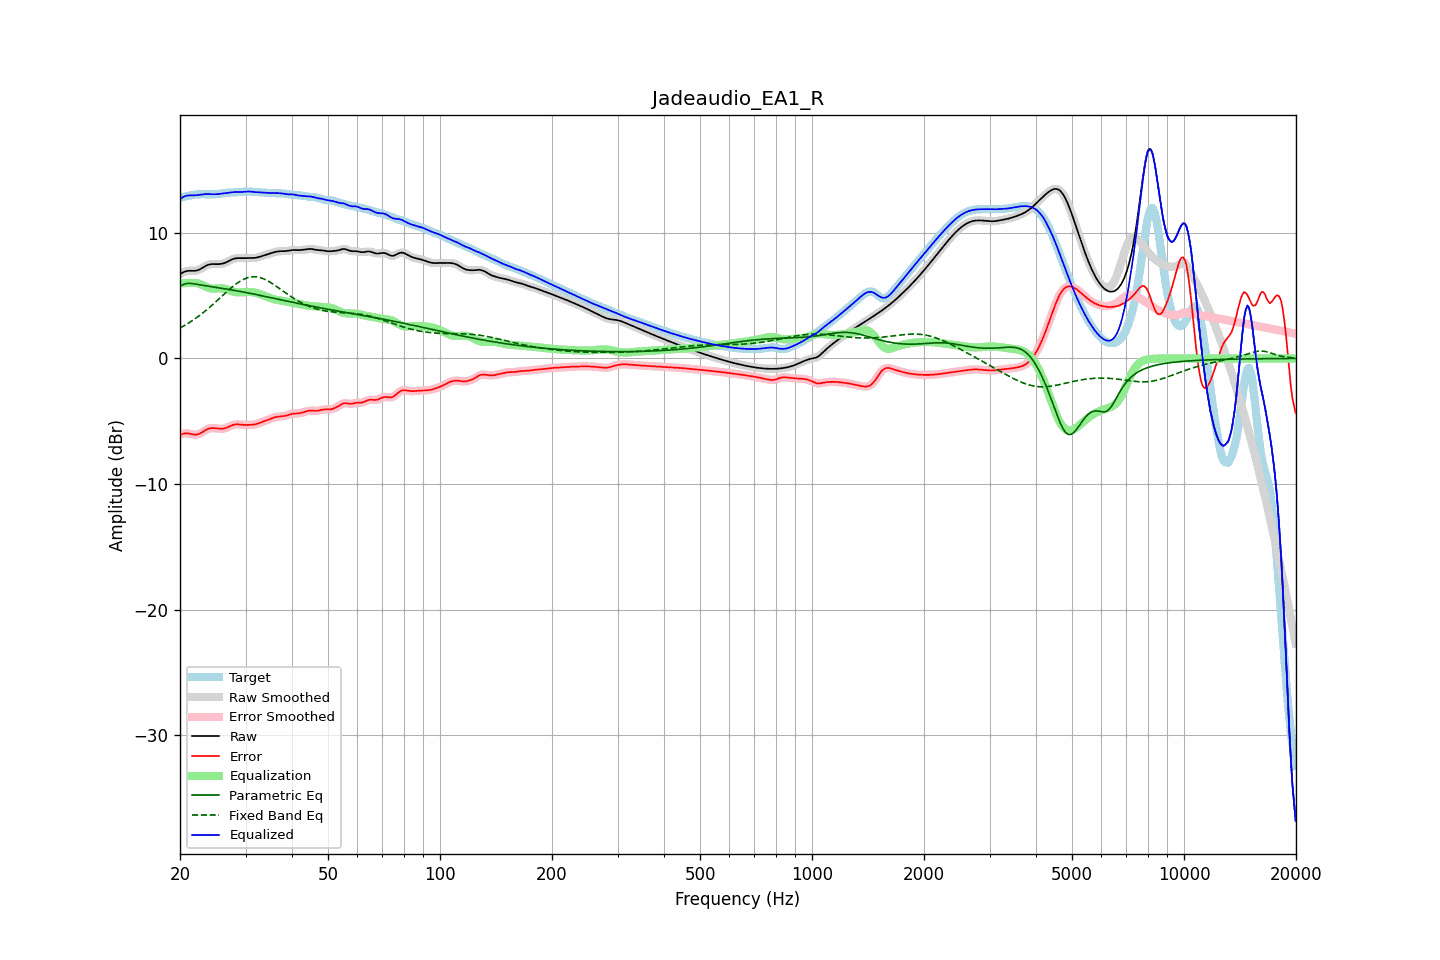 Jadeaudio_EA1_R
Amplitude (dBr)
10
0
−10
−20
−30
Target
Raw Smoothed
Error Smoothed
Raw
Error
Equalization
Parametric Eq
Fixed Band Eq
Equalized
20 50 100 200 500 1000 2000 5000 10000 20000
Frequency (Hz)